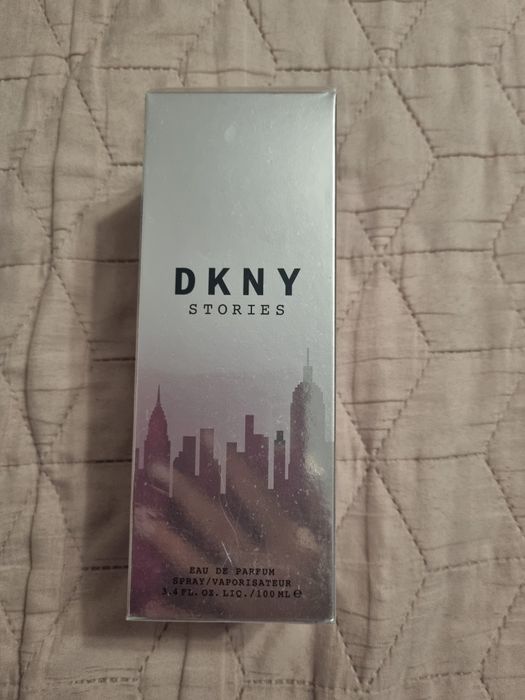 DKNY
STORIES
EAU DE PARFUM
SPRAY/VAPORISATEUR
3.4 FL. OZ. LIQ./100 ML ℮